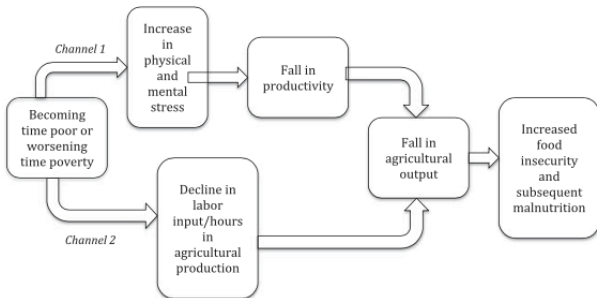 Channel 1
Increase
in
physical
and
mental
stress
Fall in
productivity
Becoming
time poor or
worsening
time poverty
Fall in
agricultural
output
Increased
food
insecurity
and
subsequent
malnutrition
Channel 2
Decline in
labor
input/hours
in
agricultural
production